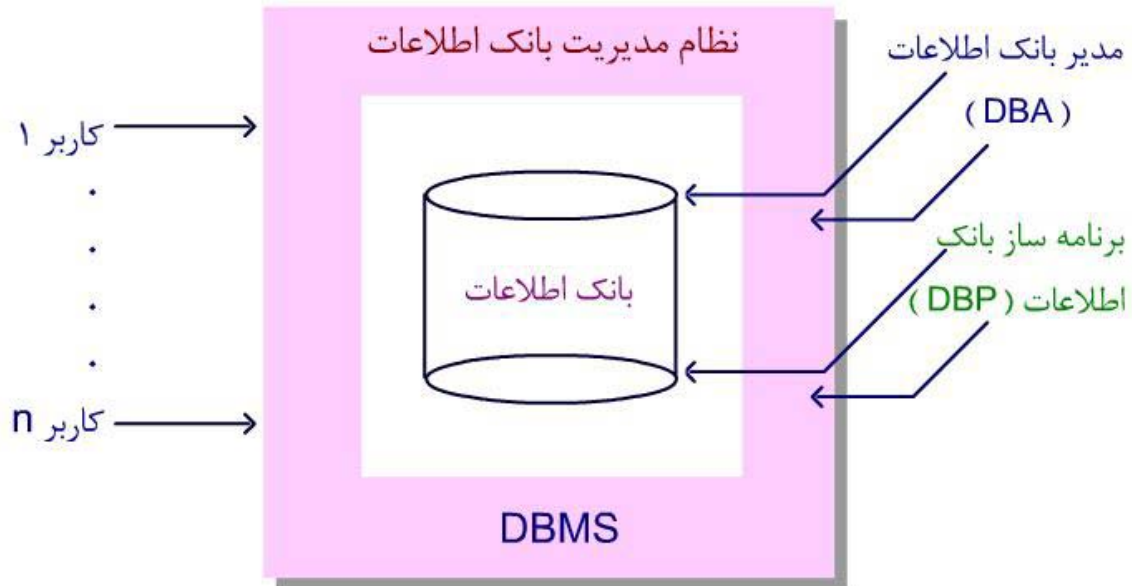 نظام مدیریت بانک اطلاعات
مدیر بانک اطلاعات
(DBA)
برنامه ساز بانک
اطلاعات (DBP)
بانک اطلاعات
کاربر ۱
.
.
.
.
کاربر n
DBMS